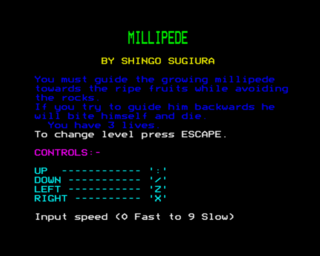 MILLIPEDE
BY SHINGO SUGIURA
You must guide the growing millipede
towards the ripe fruits while avoiding
the rocks.
If you try to guide him backwards he
will bite himself and die.
You have 3 lives.
To change level press ESCAPE.
CONTROLS:-
UP ------------ ':'
DOWN ------------ '/'
LEFT ------------ 'Z'
RIGHT ------------ 'X'
Input speed (0 Fast to 9 Slow)